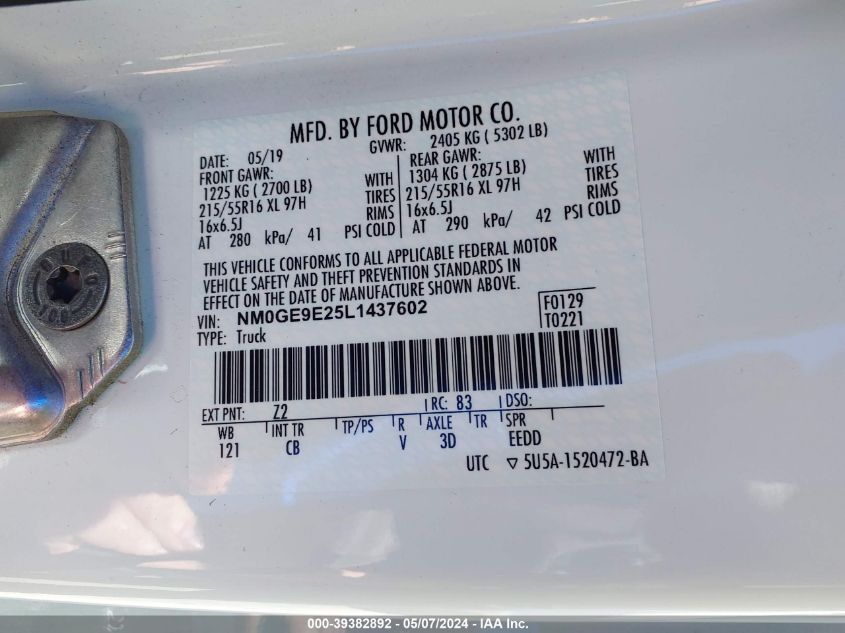 MFD. BY FORD MOTOR CO.
DATE: 05/19 GVWR: 2405 KG ( 5302 LB)
FRONT GAWR: REAR GAWR: WITH
1225 KG ( 2700 LB) WITH 1304 KG ( 2875 LB) TIRES
215/55R16 XL 97H TIRES 215/55R16 XL 97H RIMS
16x6.5J RIMS 16x6.5J
AT 280 kPa/ 41 PSI COLD AT 290 kPa/ 42 PSI COLD
THIS VEHICLE CONFORMS TO ALL APPLICABLE FEDERAL MOTOR
VEHICLE SAFETY AND THEFT PREVENTION STANDARDS IN
EFFECT ON THE DATE OF MANUFACTURE SHOWN ABOVE.
VIN: NM0GE9E25L1437602 F0129
TYPE: Truck T0221
EXT PNT: Z2 RC: 83 DSO:
WB INT TR TP/PS R AXLE TR SPR
121 CB V 3D EEDD
UTC ▽ 5U5A-1520472-BA
000-39382892 - 05/07/2024 - IAA Inc.